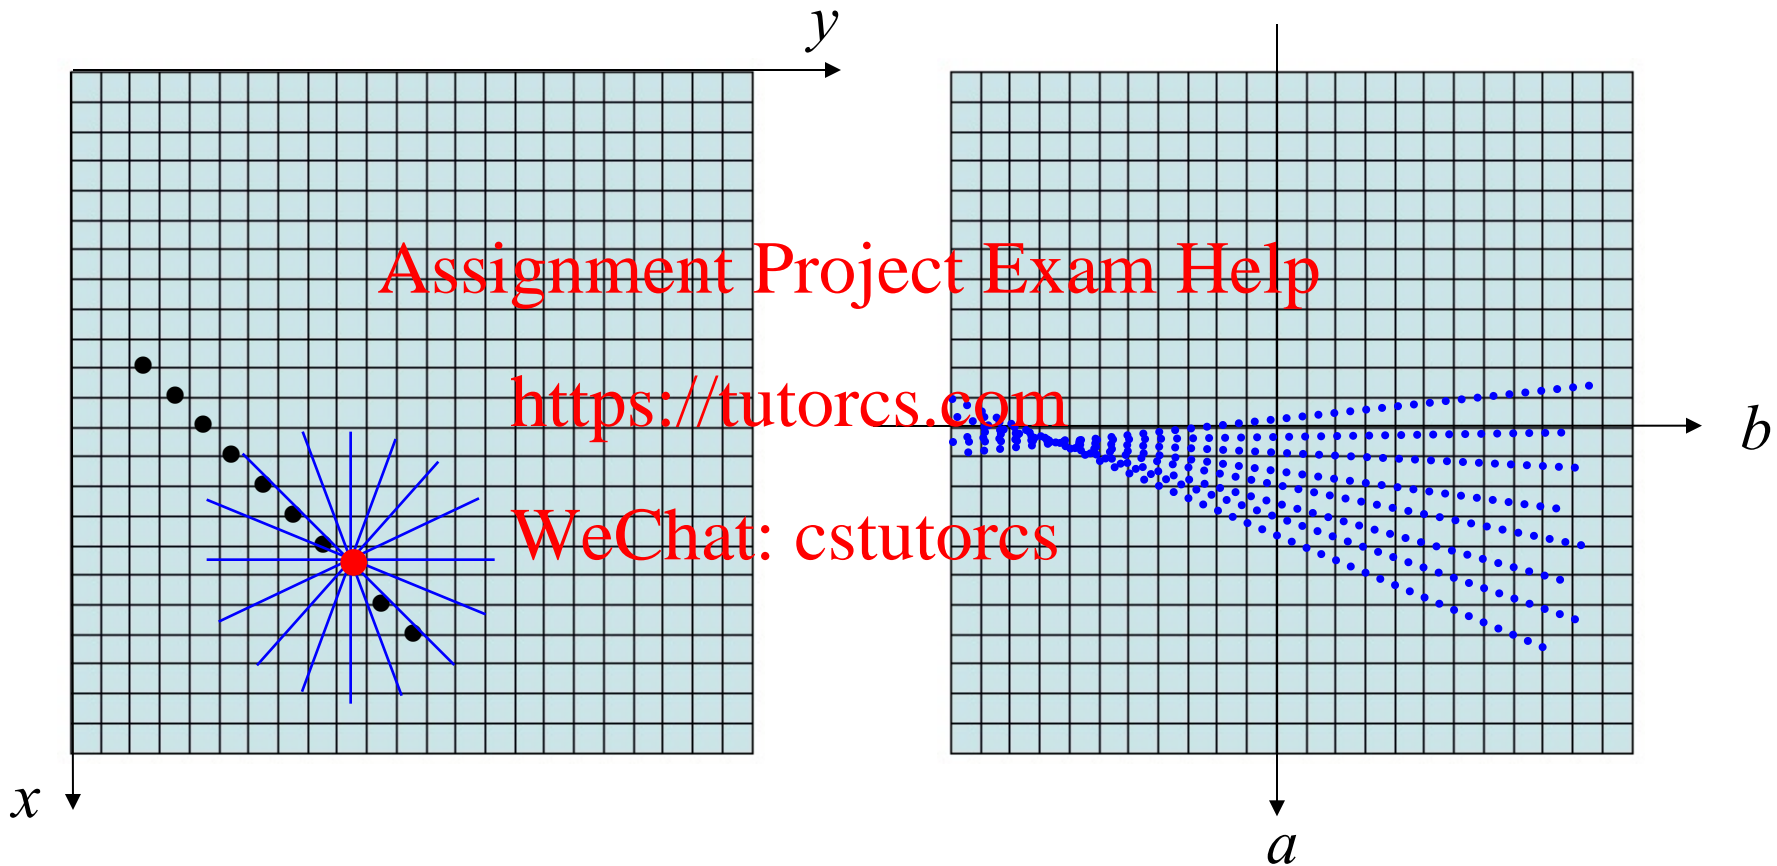 y
Assignment Project Exam Help
https://tutorcs.com
b
WeChat: cstutorcs
x
a